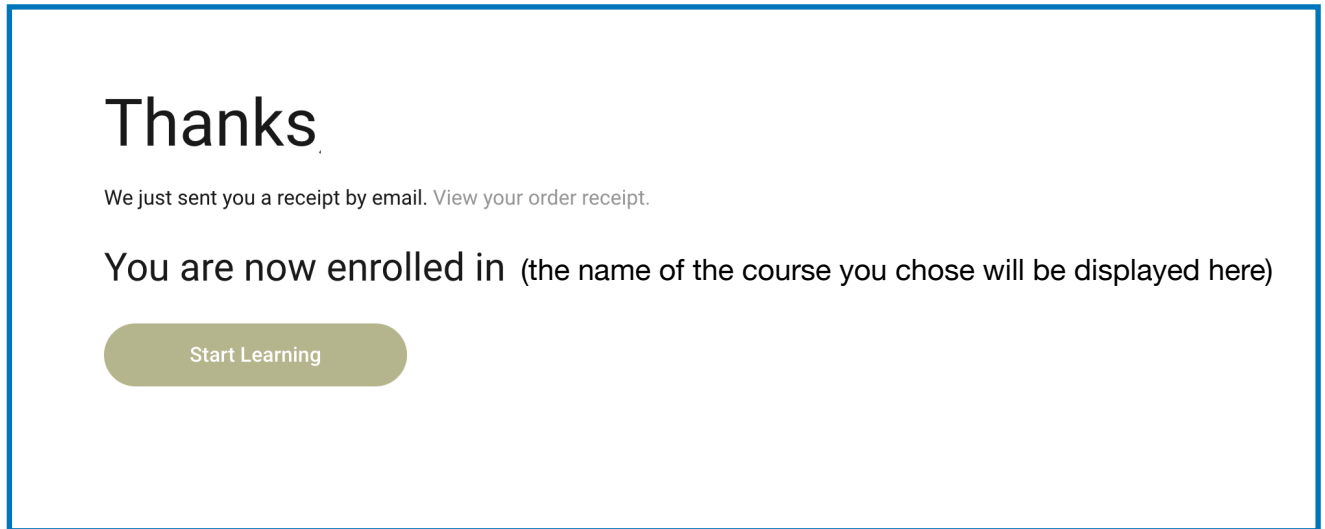 Thanks,
We just sent you a receipt by email. View your order receipt.
You are now enrolled in (the name of the course you chose will be displayed here)
Start Learning